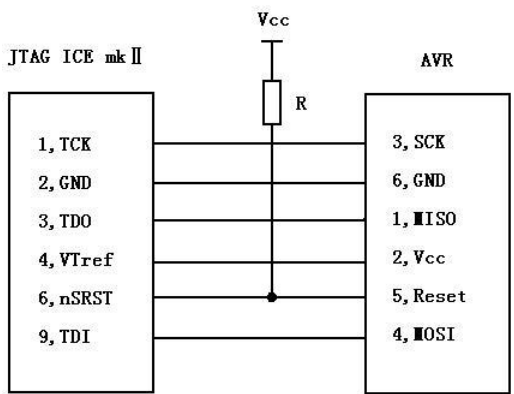 Vcc
JTAG ICE mkⅡ
AVR
R
1,TCK
3,SCK
2,GND
6,GND
3,TDO
1,MISO
4,VTref
2,Vcc
6,nSRST
5,Reset
9,TDI
4,MOSI